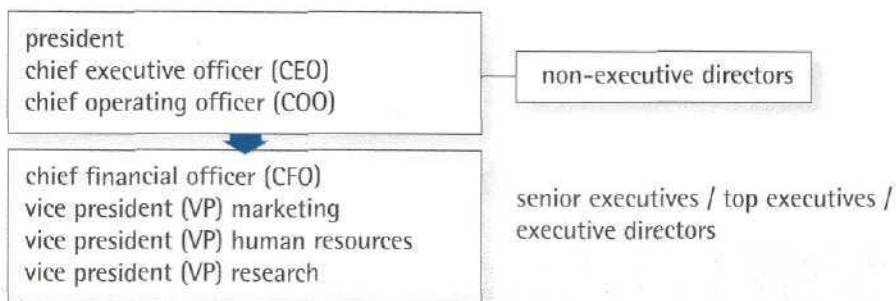 president
chief executive officer (CEO)
chief operating officer (COO)
non-executive directors
chief financial officer (CFO)
vice president (VP) marketing
vice president (VP) human resources
vice president (VP) research
senior executives / top executives /
executive directors